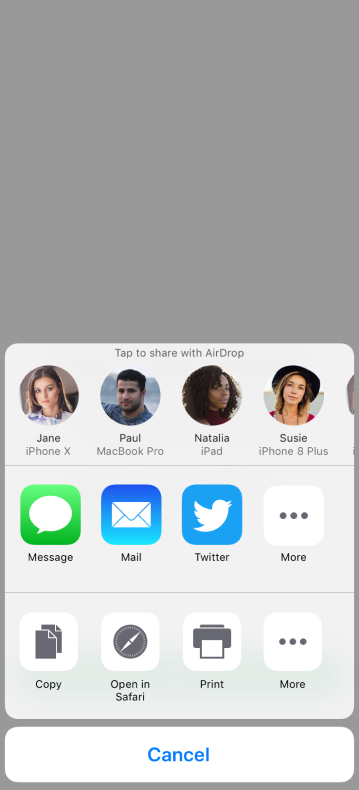 Tap to share with AirDrop
Jane
iPhone X
Paul
MacBook Pro
Natalia
iPad
Susie
iPhone 8 Plus
Message
Mail
Twitter
More
Copy
Open in
Safari
Print
More
Cancel